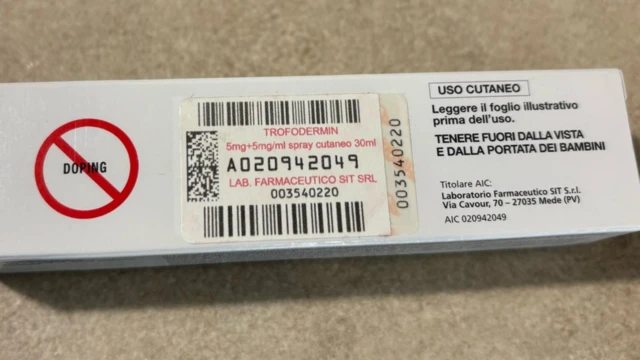 DOPING
TROFODERMIN
5mg+5mg/ml spray cutaneo 30ml
A020942049
LAB. FARMACEUTICO SIT SRL
003540220
003540220
USO CUTANEO
Leggere il foglio illustrativo
prima dell'uso.
TENERE FUORI DALLA VISTA
E DALLA PORTATA DEI BAMBINI
Titolare AIC:
Laboratorio Farmaceutico SIT S.r.l.
Via Cavour, 70 – 27035 Mede (PV)
AIC 020942049